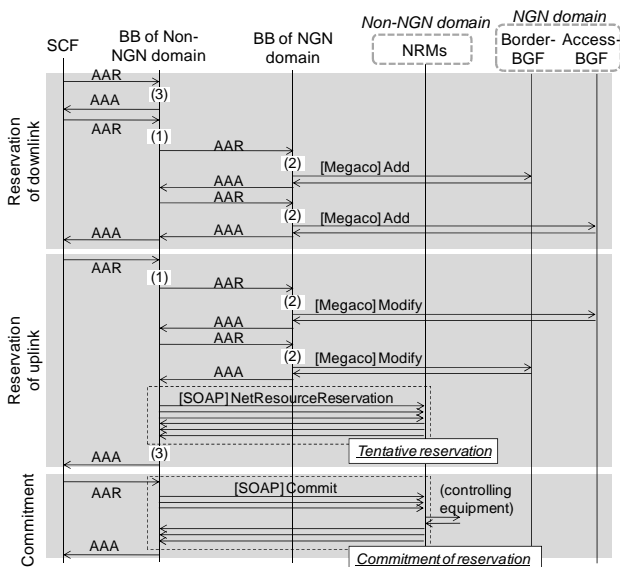 Non-NGN domain
NGN domain
SCF
BB of Non-
NGN domain
BB of NGN
domain
NRMs
Border-
BGF
Access-
BGF
Reservation
of downlink
AAR
(3)
AAA
AAR
(1)
AAR
(2)
[Megaco] Add
AAA
AAR
(2)
[Megaco] Add
AAA
AAA
Reservation
of uplink
AAR
(1)
AAR
(2)
[Megaco] Modify
AAA
AAR
(2)
[Megaco] Modify
AAA
[SOAP] NetResourceReservation
Tentative reservation
(3)
AAA
Commitment
AAR
[SOAP] Commit
(controlling
equipment)
AAA
Commitment of reservation